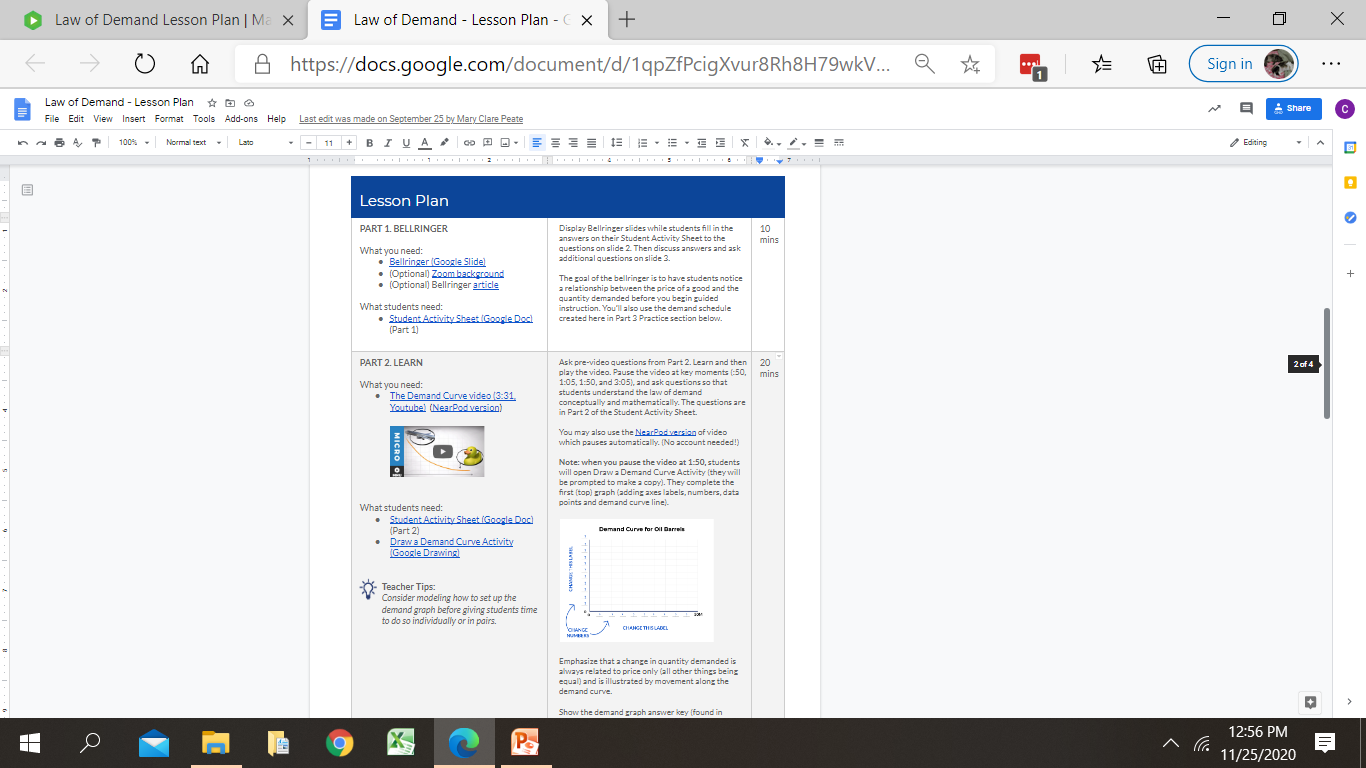 Law of Demand Lesson Plan | Ma
Law of Demand - Lesson Plan - G
https://docs.google.com/document/d/1qpZfPcigXvur8Rh8H79wkV...
1
Sign in
Law of Demand - Lesson Plan
File Edit View Insert Format Tools Add-ons Help Last edit was made on September 25 by Mary Clare Peate
Share
C
100% Normal text Lato 11 B I U A Editing
Lesson Plan
PART 1. BELLRINGER
What you need:
Bellringer (Google Slide)
(Optional) Zoom background
(Optional) Bellringer article
What students need:
Student Activity Sheet (Google Doc)
(Part 1)
Display Bellringer slides while students fill in the
answers on their Student Activity Sheet to the
questions on slide 2. Then discuss answers and ask
additional questions on slide 3.
The goal of the bellringer is to have students notice
a relationship between the price of a good and the
quantity demanded before you begin guided
instruction. You'll also use the demand schedule
created here in Part 3 Practice section below.
10
mins
PART 2. LEARN
What you need:
The Demand Curve video (3:31,
Youtube) (NearPod version)
MICRO
What students need:
Student Activity Sheet (Google Doc)
(Part 2)
Draw a Demand Curve Activity
(Google Drawing)
Teacher Tips:
Consider modeling how to set up the
demand graph before giving students time
to do so individually or in pairs.
Ask pre-video questions from Part 2. Learn and then
play the video. Pause the video at key moments (:50,
1:05, 1:50, and 3:05), and ask questions so that
students understand the law of demand
conceptually and mathematically. The questions are
in Part 2 of the Student Activity Sheet.
You may also use the NearPod version of video
which pauses automatically. (No account needed!)
Note: when you pause the video at 1:50, students
will open Draw a Demand Curve Activity (they will
be prompted to make a copy). They complete the
first (top) graph (adding axes labels, numbers, data
points and demand curve line).
Demand Curve for Oil Barrels
CHANGE THIS LABEL
CHANGE
NUMBERS
CHANGE THIS LABEL
Emphasize that a change in quantity demanded is
always related to price only (all other things being
equal) and is illustrated by movement along the
demand curve.
Show the demand graph answer key (found in
20
mins
2 of 4
12:56 PM
11/25/2020